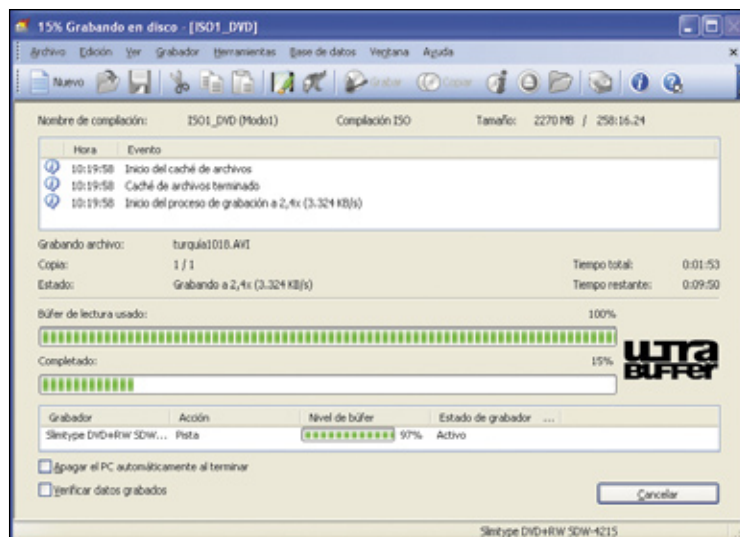 15% Grabando en disco - [ISO1_DVD]
Archivo Edición Ver Grabador Herramientas Base de datos Ventana Ayuda
Nuevo Grabar Copiar
Nombre de compilación: ISO1_DVD (Modo1) Compilación ISO Tamaño: 2270 MB / 258:16.24
Hora Evento
10:19:58 Inicio del caché de archivos
10:19:58 Caché de archivos terminado
10:19:58 Inicio del proceso de grabación a 2,4x (3.324 KB/s)
Grabando archivo: turquia1018.AVI
Copia: 1 / 1 Tiempo total: 0:01:53
Estado: Grabando a 2,4x (3.324 KB/s) Tiempo restante: 0:09:50
Búfer de lectura usado: 100%
Completado: 15%
ULTRA
BUFFER
Grabador Acción Nivel de búfer Estado de grabador ...
Slimtype DVD+RW SDW... Pista 97% Activo
Apagar el PC automáticamente al terminar
Verificar datos grabados
Cancelar
Slimtype DVD+RW SDW-421S